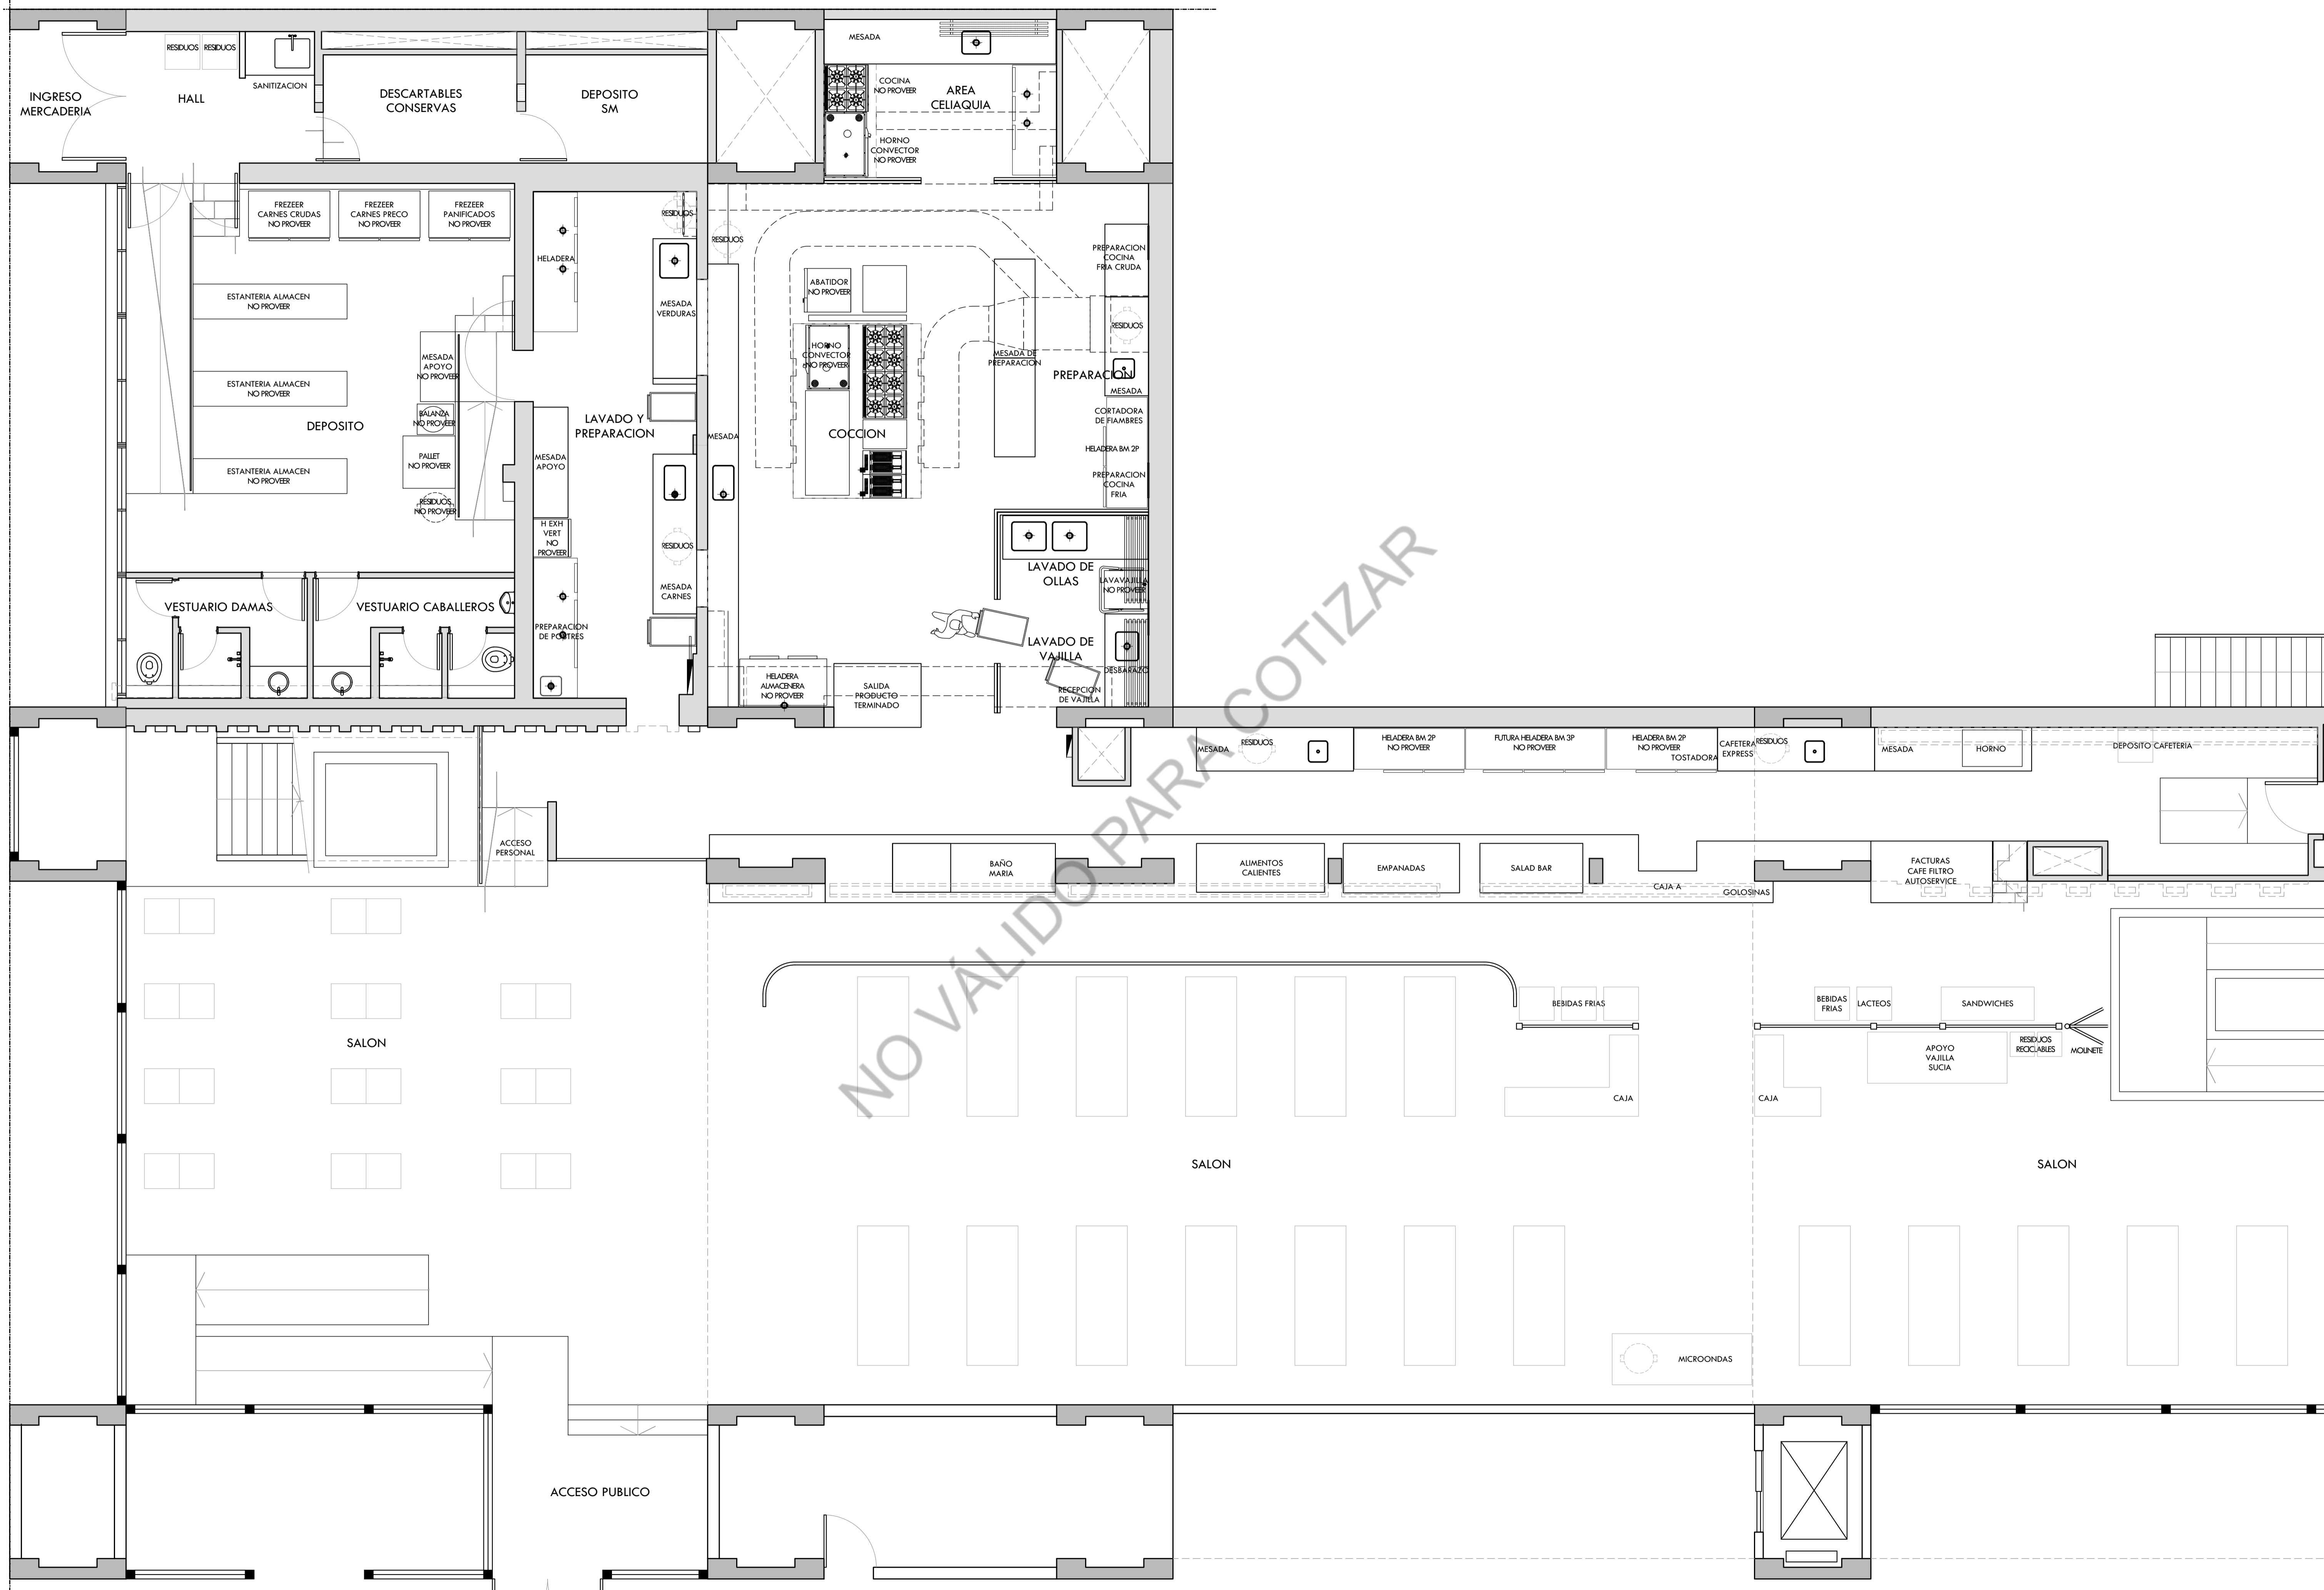 INGRESO
MERCADERIA
HALL
RESIDUOS
RESIDUOS
SANITIZACION
DESCARTABLES
CONSERVAS
DEPOSITO
SM
MESADA
COCINA
NO PROVEER
AREA
CELIAQUIA
HORNO
CONVECTOR
NO PROVEER
FREZEER
CARNES CRUDAS
NO PROVEER
FREZEER
CARNES PRECO
NO PROVEER
FREZEER
PANIFICADOS
NO PROVEER
ESTANTERIA ALMACEN
NO PROVEER
ESTANTERIA ALMACEN
NO PROVEER
ESTANTERIA ALMACEN
NO PROVEER
DEPOSITO
MESADA
APOYO
NO PROVEER
BALANZA
NO PROVEER
PALLET
NO PROVEER
RESIDUOS
NO PROVEER
HELADERA
RESIDUOS
MESADA
VERDURAS
LAVADO Y
PREPARACION
MESADA
APOYO
H EXH
VERT
NO
PROVEER
RESIDUOS
MESADA
CARNES
PREPARACION
DE POSTRES
VESTUARIO DAMAS
VESTUARIO CABALLEROS
RESIDUOS
MESADA
ABATIDOR
NO PROVEER
HORNO
CONVECTOR
NO PROVEER
COCCION
MESADA DE
PREPARACION
PREPARACION
COCINA
FRIA CRUDA
RESIDUOS
PREPARACION
MESADA
CORTADORA
DE FIAMBRES
HELADERA BM 2P
PREPARACION
COCINA
FRIA
LAVADO DE
OLLAS
LAVAVAJILLA
NO PROVEER
LAVADO DE
VAJILLA
DESBARAZO
RECEPCION
DE VAJILLA
HELADERA
ALMACENERA
NO PROVEER
SALIDA
PRODUCTO
TERMINADO
MESADA
RESIDUOS
HELADERA BM 2P
NO PROVEER
FUTURA HELADERA BM 3P
NO PROVEER
HELADERA BM 2P
NO PROVEER
TOSTADORA
CAFETERA
EXPRESS
RESIDUOS
MESADA
HORNO
DEPOSITO CAFETERIA
ACCESO
PERSONAL
BAÑO
MARIA
ALIMENTOS
CALIENTES
EMPANADAS
SALAD BAR
CAJA A
GOLOSINAS
FACTURAS
CAFE FILTRO
AUTOSERVICE
NO VÁLIDO PARA COTIZAR
SALON
BEBIDAS FRIAS
BEBIDAS
FRIAS
LACTEOS
SANDWICHES
APOYO
VAJILLA
SUCIA
RESIDUOS
RECICLABLES
MOLINETE
CAJA
CAJA
SALON
SALON
MICROONDAS
ACCESO PUBLICO